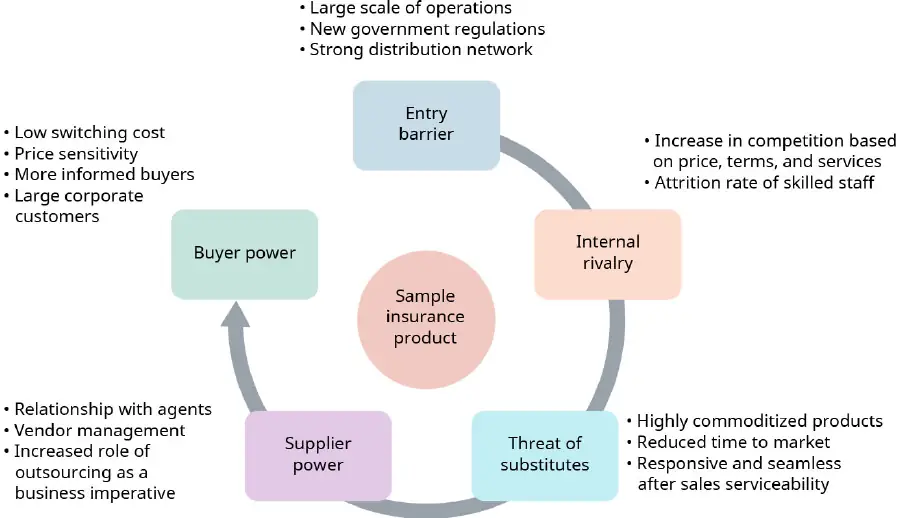 • Large scale of operations
• New government regulations
• Strong distribution network
Entry
barrier
• Increase in competition based
on price, terms, and services
• Attrition rate of skilled staff
Internal
rivalry
• Highly commoditized products
• Reduced time to market
• Responsive and seamless
after sales serviceability
Threat of
substitutes
• Relationship with agents
• Vendor management
• Increased role of
outsourcing as a
business imperative
Supplier
power
• Low switching cost
• Price sensitivity
• More informed buyers
• Large corporate
customers
Buyer power
Sample
insurance
product